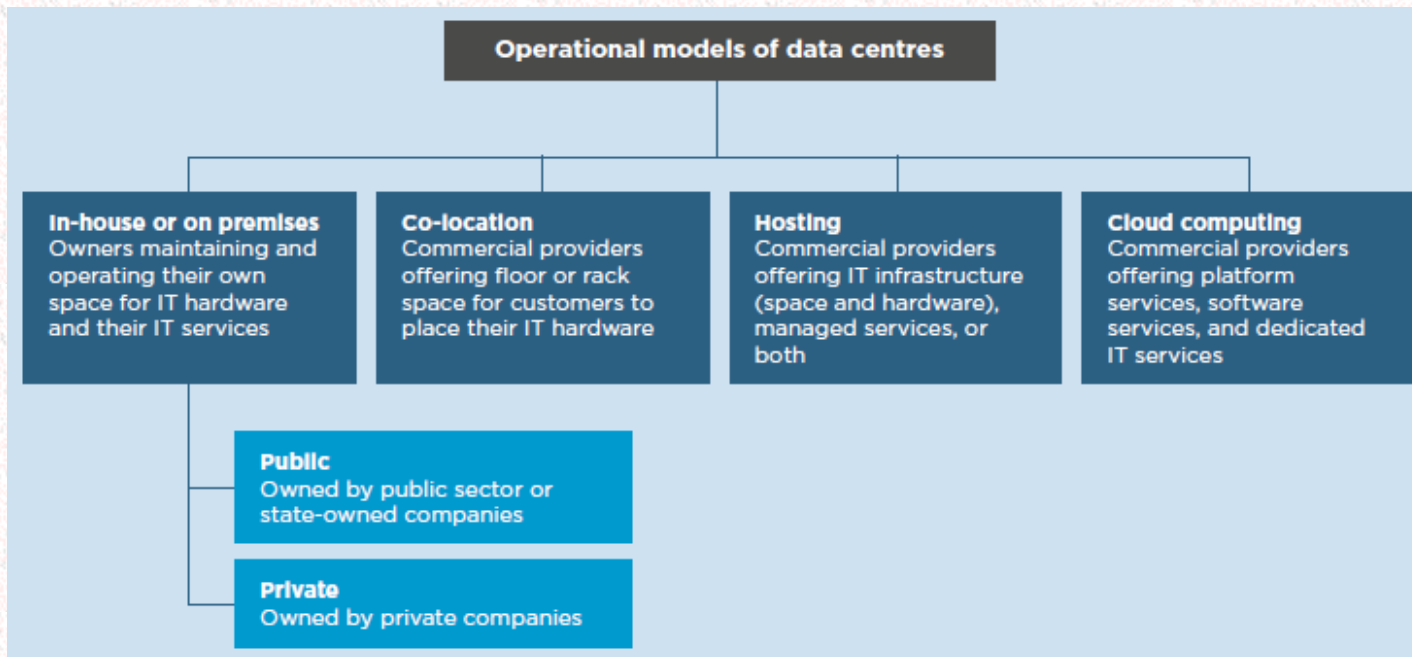 Operational models of data centres
In-house or on premises
Owners maintaining and
operating their own
space for IT hardware
and their IT services
Co-location
Commercial providers
offering floor or rack
space for customers to
place their IT hardware
Hosting
Commercial providers
offering IT infrastructure
(space and hardware),
managed services, or
both
Cloud computing
Commercial providers
offering platform
services, software
services, and dedicated
IT services
Public
Owned by public sector or
state-owned companies
Private
Owned by private companies